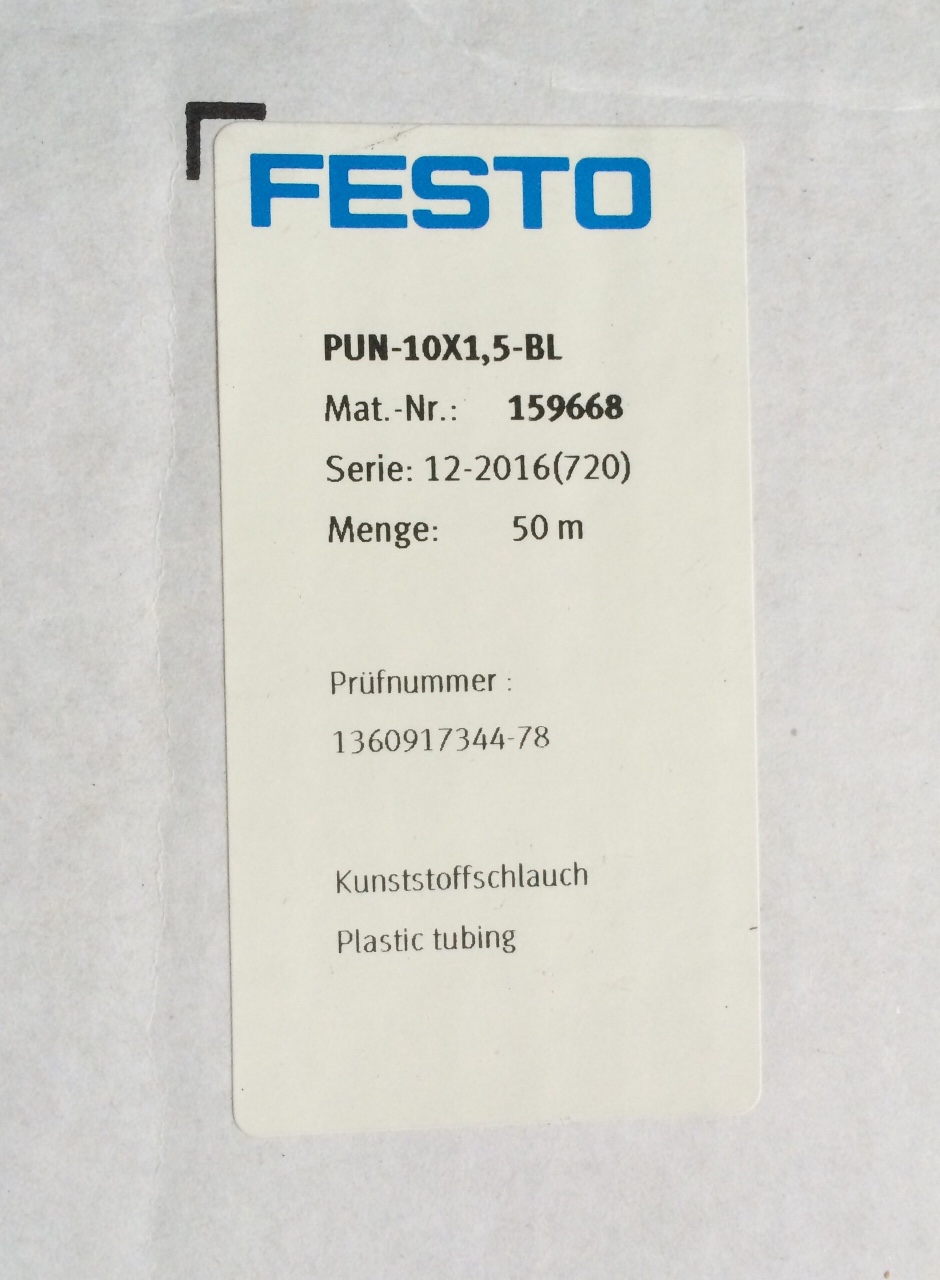 FESTO
PUN-10X1,5-BL
Mat.-Nr.: 159668
Serie: 12-2016(720)
Menge: 50 m
Prüfnummer :
1360917344-78
Kunststoffschlauch
Plastic tubing